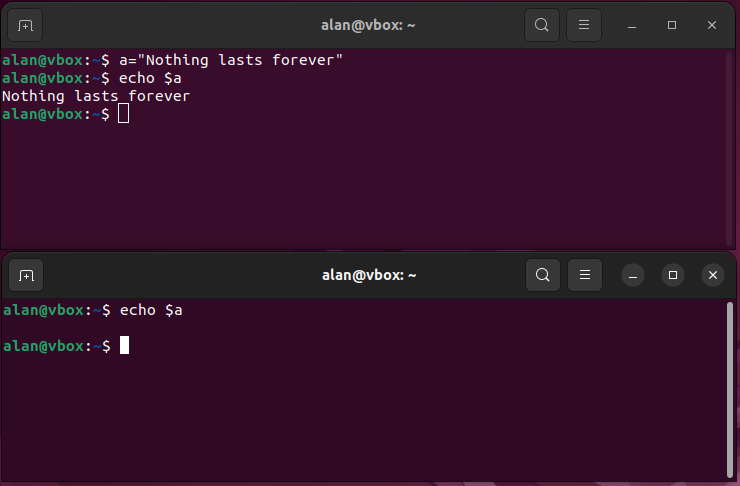 alan@vbox: ~
alan@vbox:~$ a="Nothing lasts forever"
alan@vbox:~$ echo $a
Nothing lasts forever
alan@vbox:~$
alan@vbox: ~
alan@vbox:~$ echo $a
alan@vbox:~$